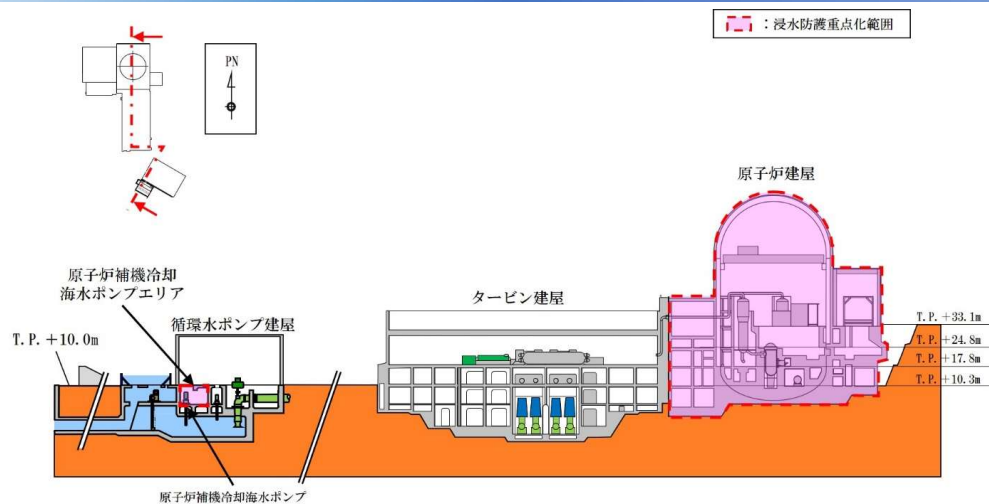 ：浸水防護重点化範囲
PN
原子炉建屋
原子炉補機冷却
海水ポンプエリア
タービン建屋
循環水ポンプ建屋
T.P. +10.0m
T.P. +33.1m
T.P. +24.8m
T.P. +17.8m
T.P. +10.3m
原子炉補機冷却海水ポンプ